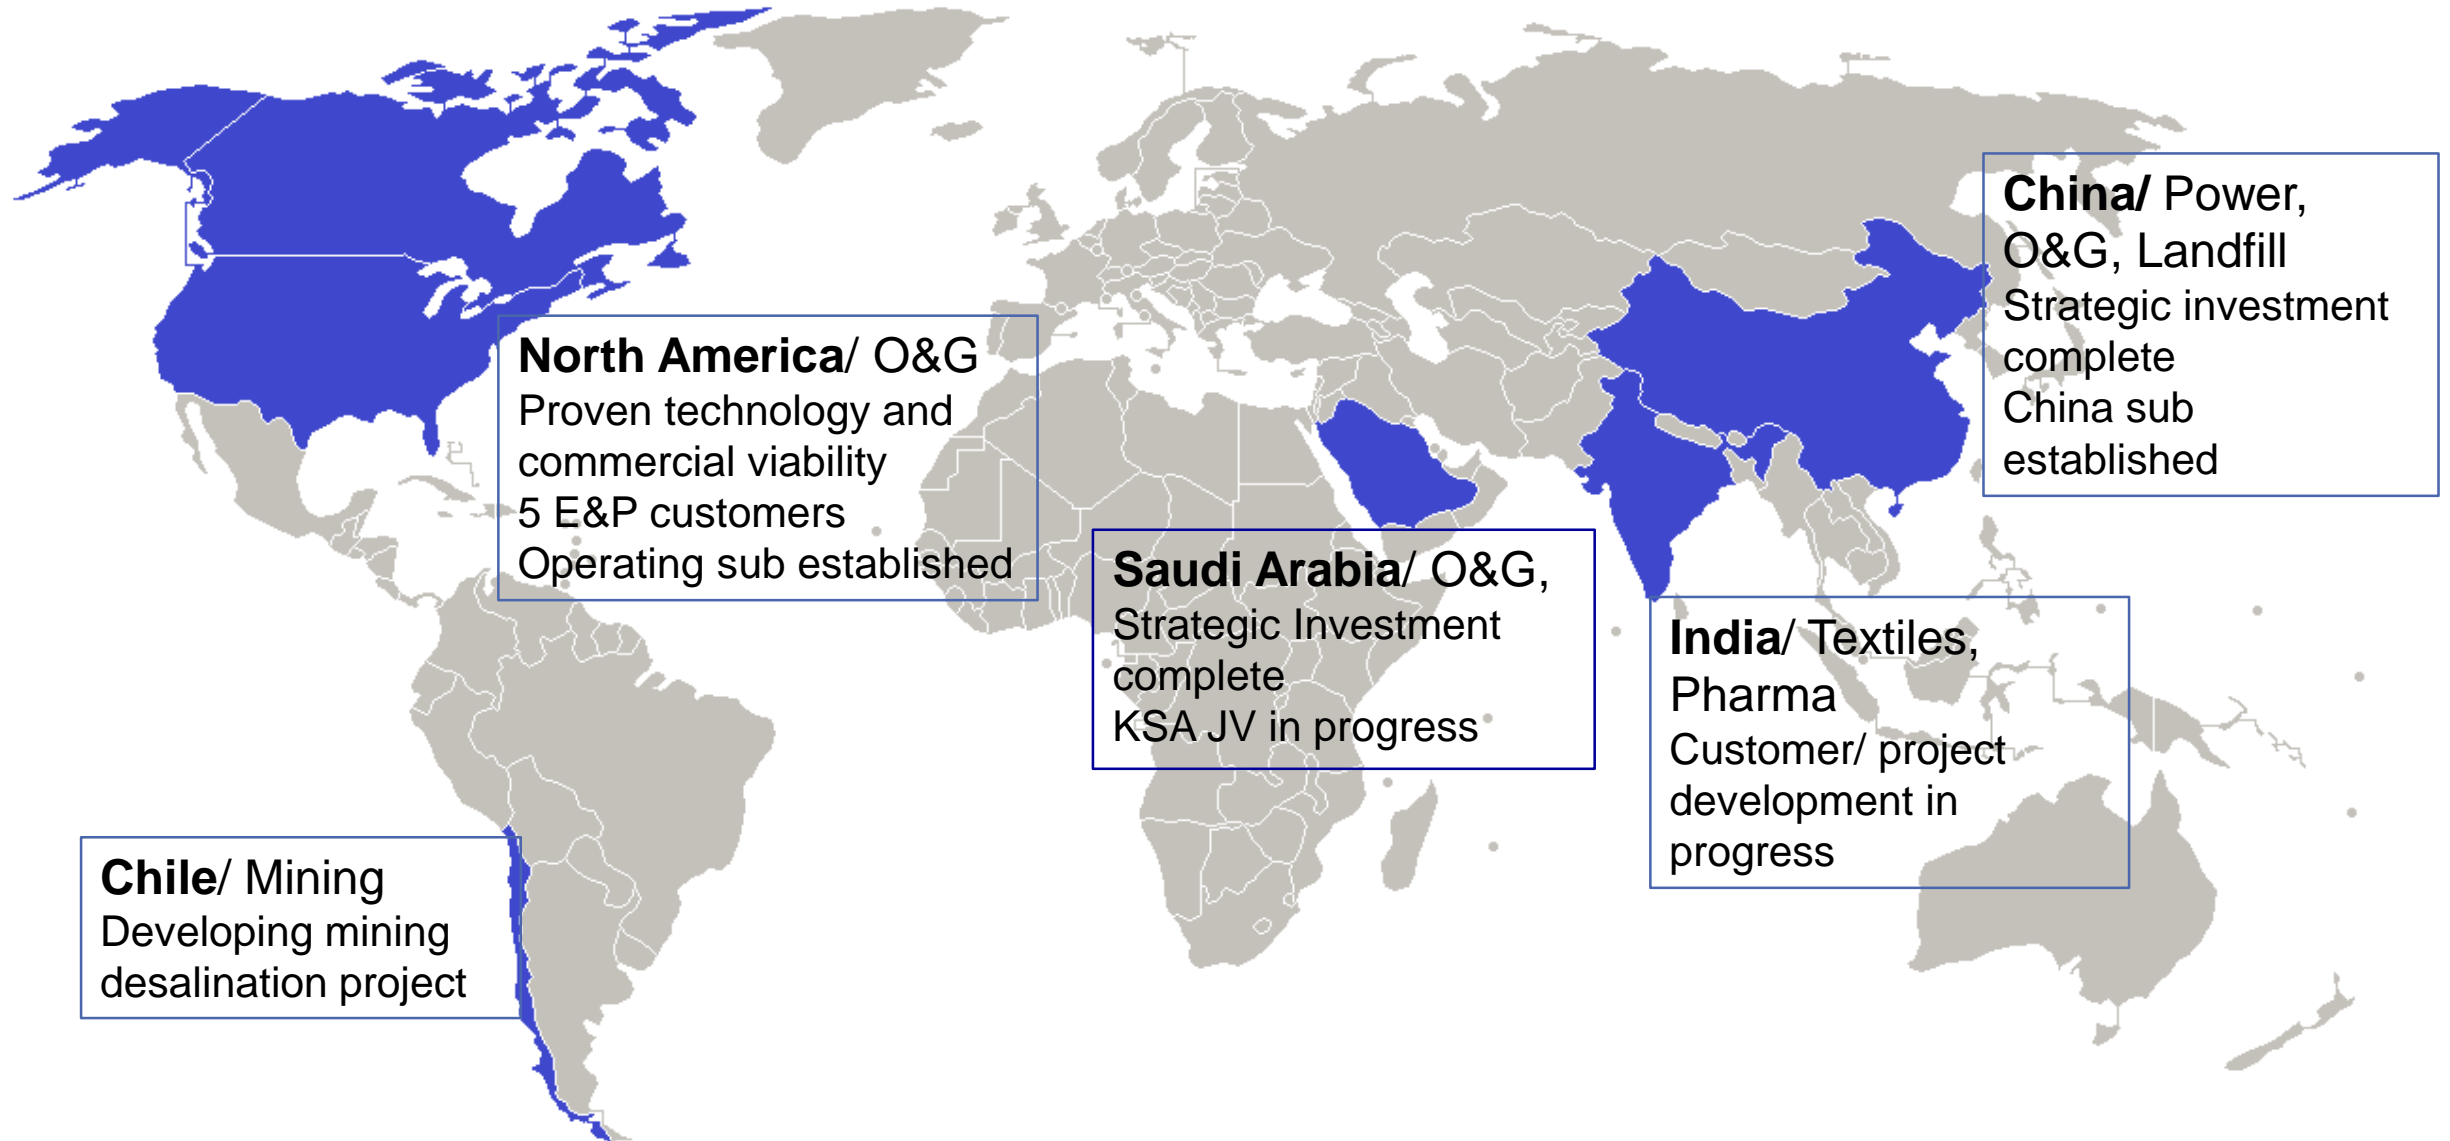 North America/ O&G
Proven technology and
commercial viability
5 E&P customers
Operating sub established
China/ Power,
O&G, Landfill
Strategic investment
complete
China sub
established
Saudi Arabia/ O&G,
Strategic Investment
complete
KSA JV in progress
India/ Textiles,
Pharma
Customer/ project
development in
progress
Chile/ Mining
Developing mining
desalination project